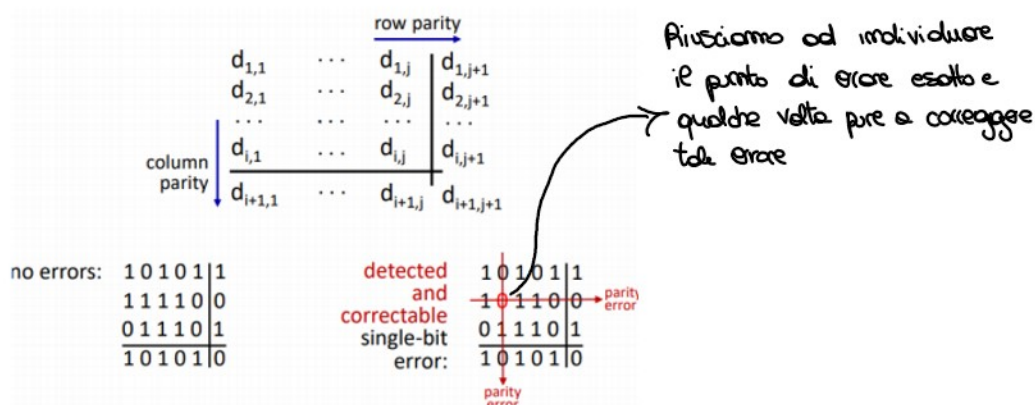 row parity
d1,1 ... d1,j d1,j+1
d2,1 ... d2,j d2,j+1
... ... ... ...
di,1 ... di,j di,j+1
column
parity
di+1,1 ... di+1,j di+1,j+1
Riusciamo ad individuare
il punto di errore esatto e
qualche volta pure a correggere
tale errore
no errors: 1 0 1 0 1 1
1 1 1 1 0 0
0 1 1 1 0 1
1 0 1 0 1 0
detected
and
correctable
single-bit
error:
1 0 1 0 1 1
1 0 1 1 0 0
0 1 1 1 0 1
1 0 1 0 1 0
parity
error
parity
error